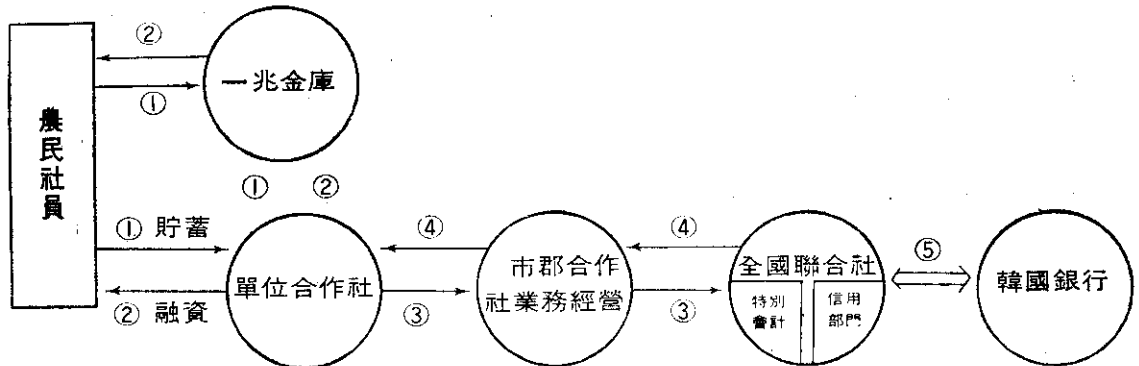 ②
一兆金庫
①
農民社員
① ②
① 貯蓄
② 融資
單位合作社
④
③
市郡合作
社業務經營
④
③
全國聯合社
特別
會計
信用
部門
⑤
韓國銀行